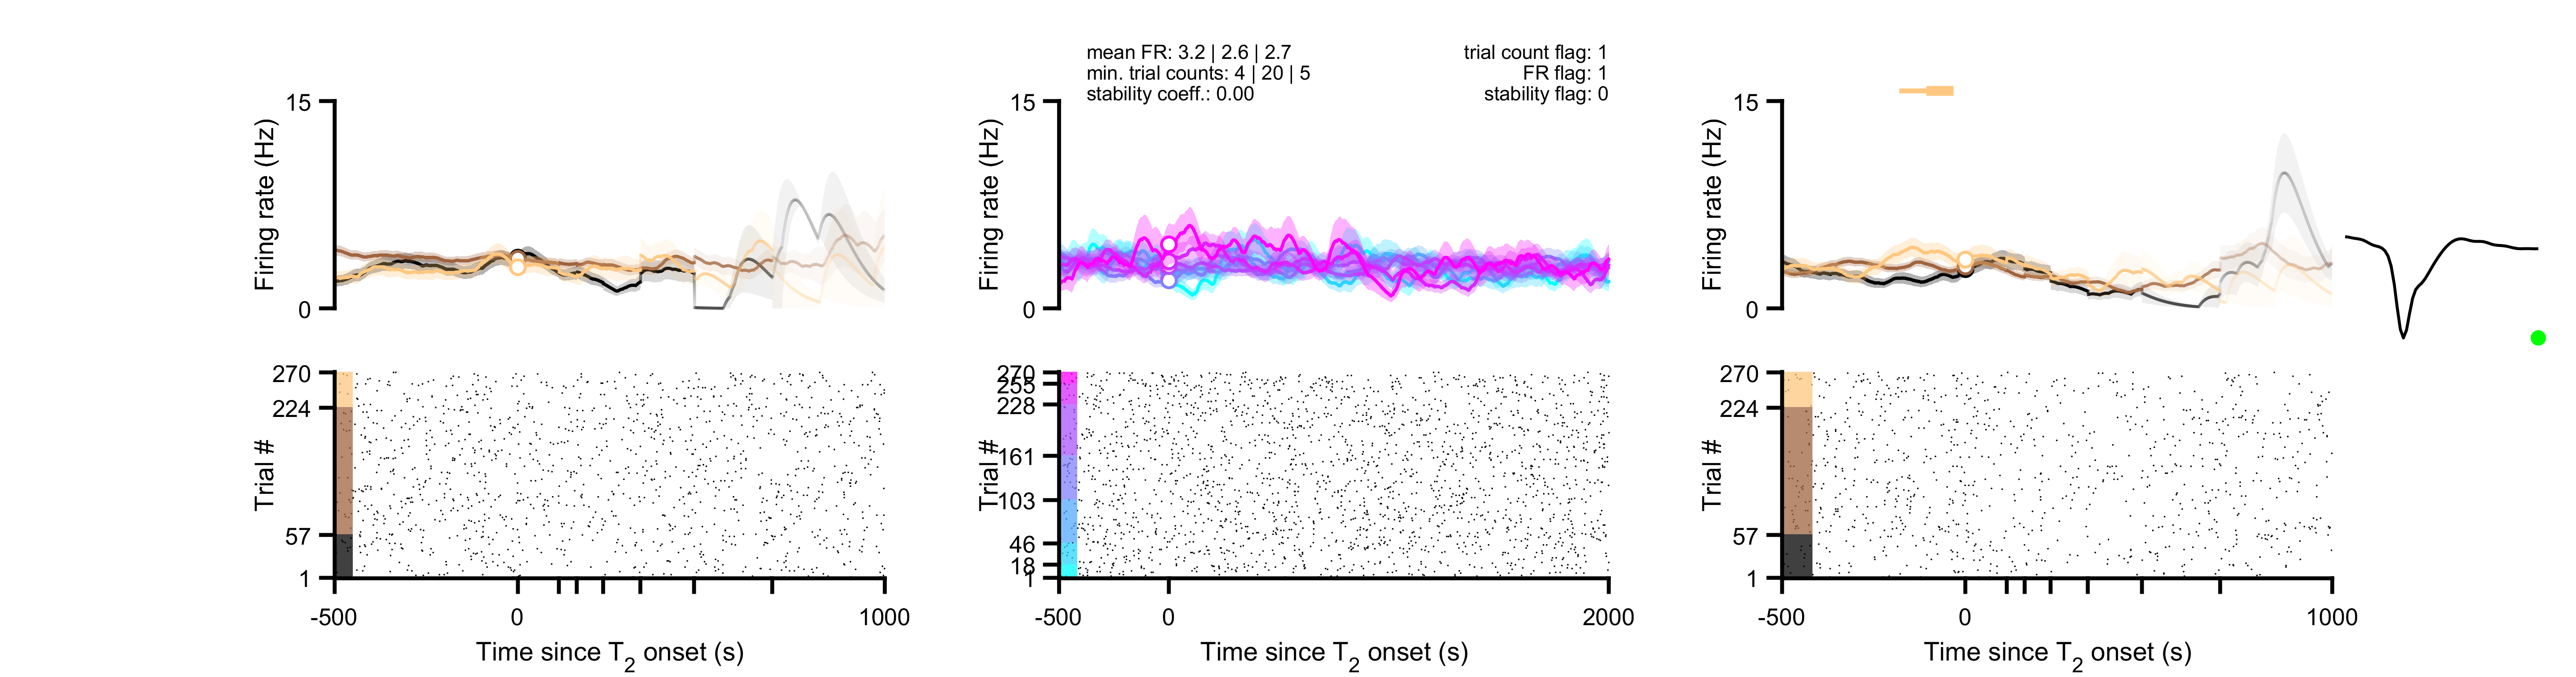 mean FR: 3.2 | 2.6 | 2.7
min. trial counts: 4 | 20 | 5
stability coeff.: 0.00
trial count flag: 1
FR flag: 1
stability flag: 0
15
0
Firing rate (Hz)
270
224
57
1
Trial #
-500
0
1000
Time since T2 onset (s)
15
0
Firing rate (Hz)
270
255
228
161
103
46
18
1
Trial #
-500
0
2000
Time since T2 onset (s)
15
0
Firing rate (Hz)
270
224
57
1
Trial #
-500
0
1000
Time since T2 onset (s)